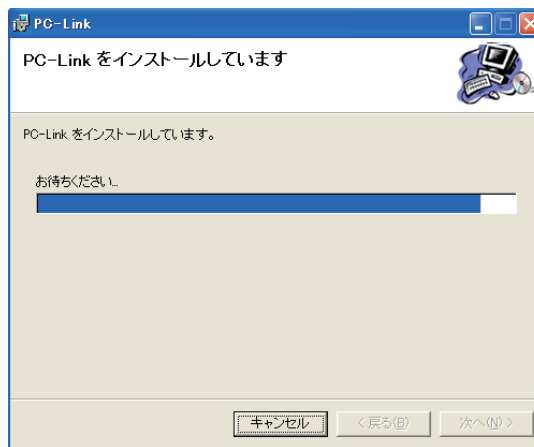 PC-Link
PC-Link をインストールしています
PC-Link をインストールしています。
お待ちください...
キャンセル
< 戻る(B)
次へ(N) >